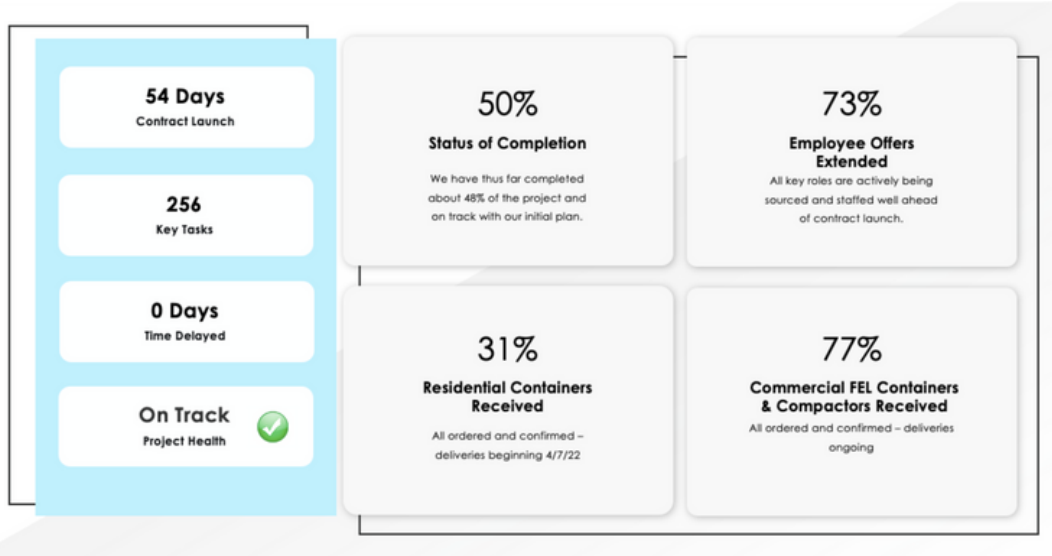 54 Days
Contract Launch
256
Key Tasks
0 Days
Time Delayed
On Track
Project Health
50%
Status of Completion
We have thus far completed
about 48% of the project and
on track with our initial plan.
73%
Employee Offers
Extended
All key roles are actively being
sourced and staffed well ahead
of contract launch.
31%
Residential Containers
Received
All ordered and confirmed –
deliveries beginning 4/7/22
77%
Commercial FEL Containers
& Compactors Received
All ordered and confirmed – deliveries
ongoing